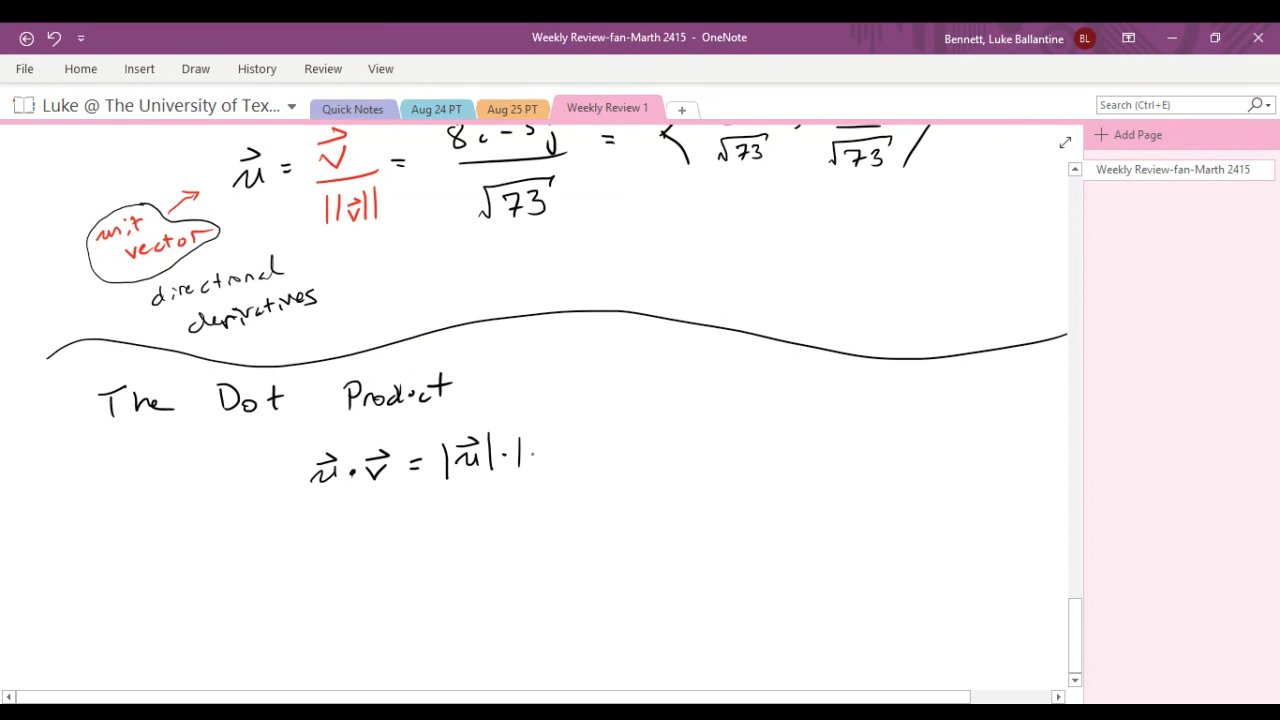 Weekly Review-fan-Marth 2415 - OneNote
Bennett, Luke Ballantine BL
File Home Insert Draw History Review View
Luke @ The University of Tex... Quick Notes Aug 24 PT Aug 25 PT Weekly Review 1 + Search (Ctrl+E)
+ Add Page
Weekly Review-fan-Marth 2415
u⃗ = v⃗ / ||v⃗|| = / √73 = ⟨ √73 , √73 ⟩
unit vector
directional
derivatives
The Dot Product
u⃗ · v⃗ = |u⃗| · |